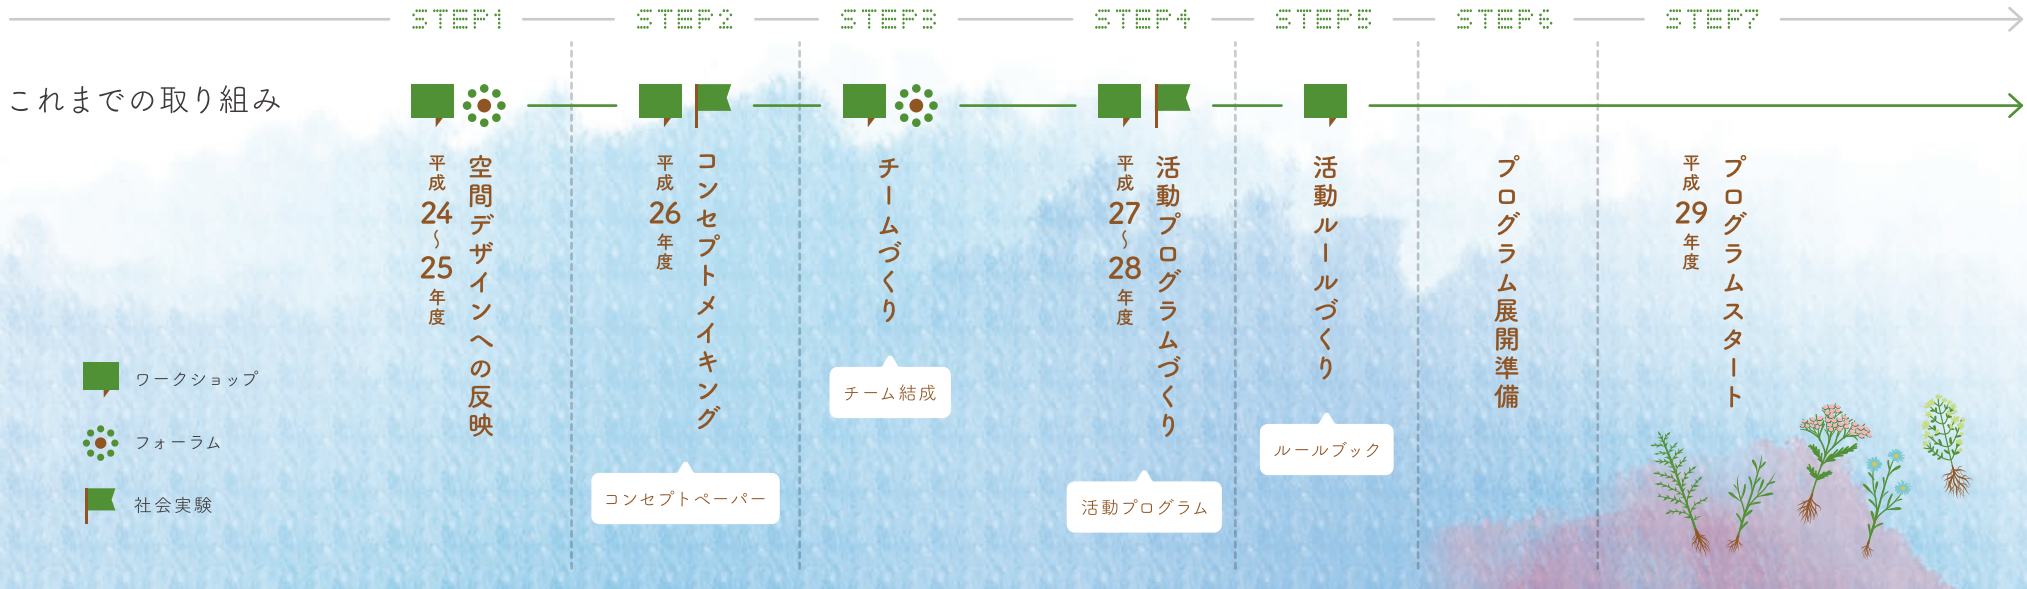 STEP1
STEP2
STEP3
STEP4
STEP5
STEP6
STEP7
これまでの取り組み
空間デザインへの反映
平成24〜25年度
コンセプトメイキング
平成26年度
コンセプトペーパー
チームづくり
チーム結成
活動プログラムづくり
平成27〜28年度
活動プログラム
活動ルールづくり
ルールブック
プログラム展開準備
プログラムスタート
平成29年度
ワークショップ
フォーラム
社会実験